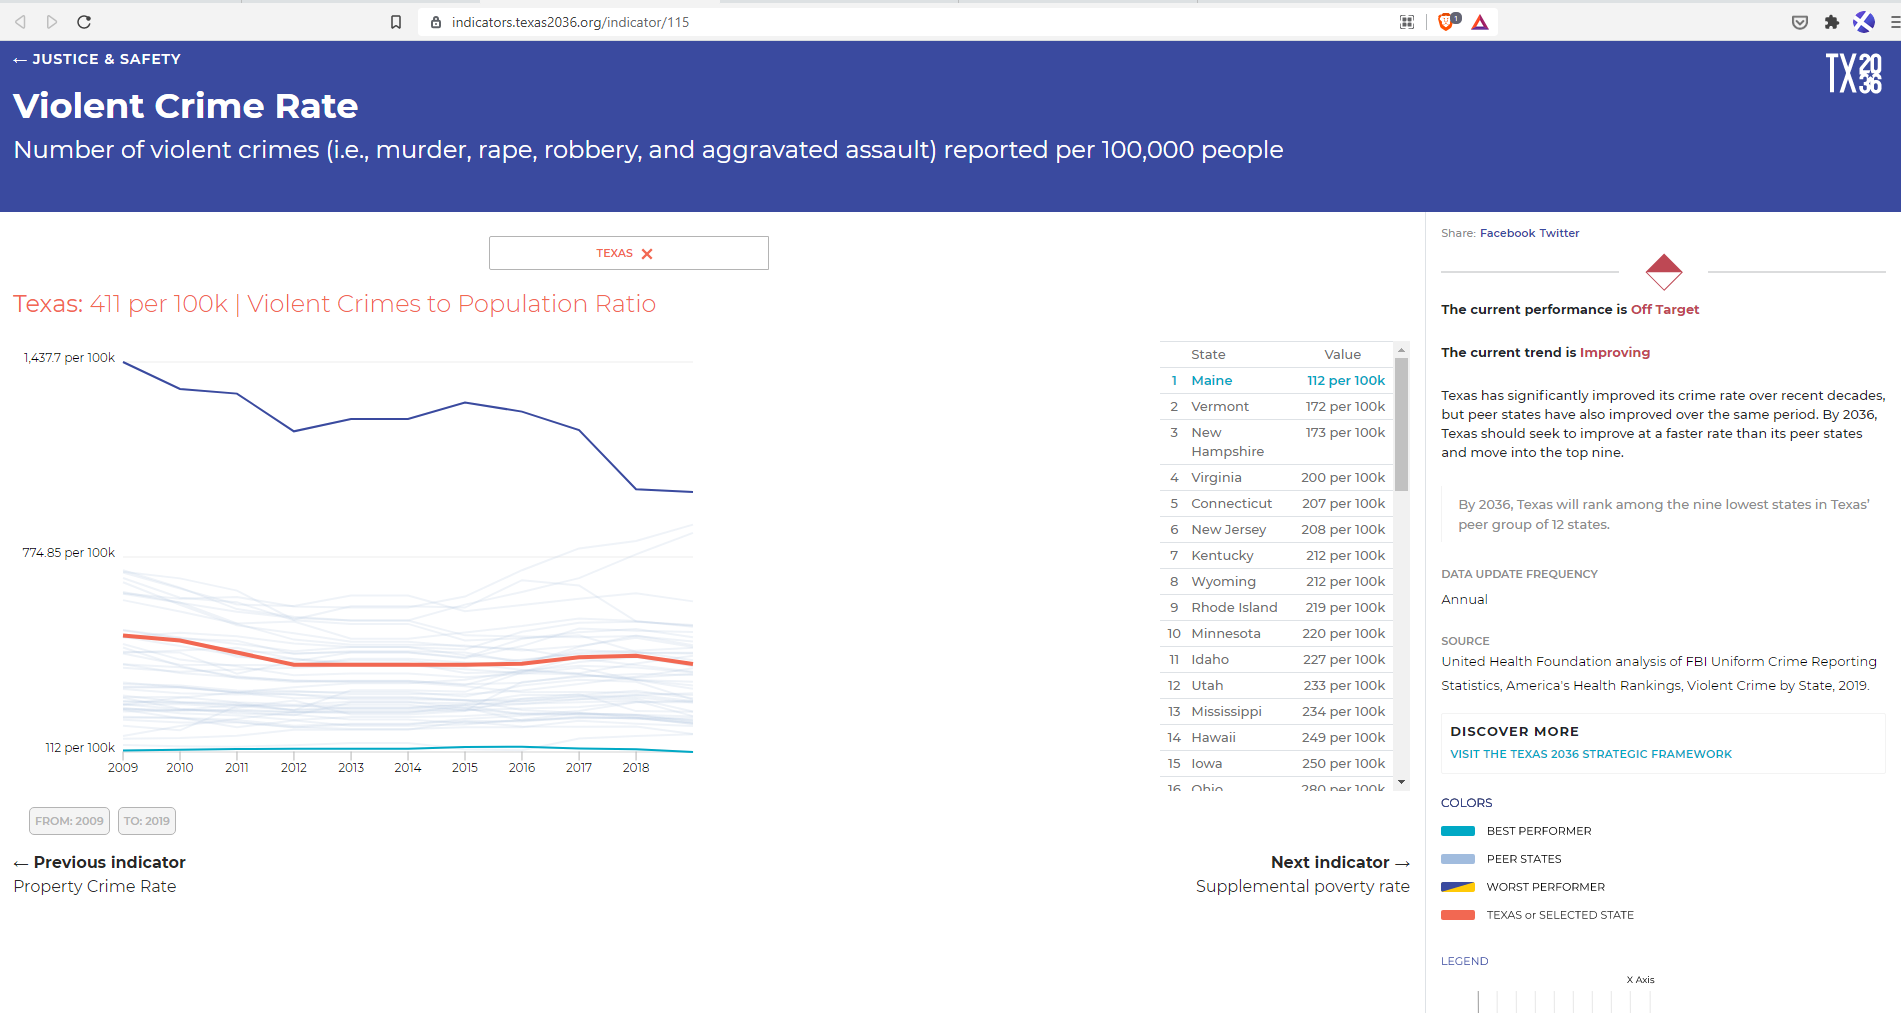 indicators.texas2036.org/indicator/115
1
← JUSTICE & SAFETY
TX 2036
Violent Crime Rate
Number of violent crimes (i.e., murder, rape, robbery, and aggravated assault) reported per 100,000 people
TEXAS ✕
Texas: 411 per 100k | Violent Crimes to Population Ratio
1,437.7 per 100k
774.85 per 100k
112 per 100k
2009 2010 2011 2012 2013 2014 2015 2016 2017 2018
FROM: 2009 TO: 2019
← Previous indicator
Property Crime Rate
State Value
1 Maine 112 per 100k
2 Vermont 172 per 100k
3 New 173 per 100k
Hampshire
4 Virginia 200 per 100k
5 Connecticut 207 per 100k
6 New Jersey 208 per 100k
7 Kentucky 212 per 100k
8 Wyoming 212 per 100k
9 Rhode Island 219 per 100k
10 Minnesota 220 per 100k
11 Idaho 227 per 100k
12 Utah 233 per 100k
13 Mississippi 234 per 100k
14 Hawaii 249 per 100k
15 Iowa 250 per 100k
16 Ohio 280 per 100k
Next indicator →
Supplemental poverty rate
Share: Facebook Twitter
The current performance is Off Target
The current trend is Improving
Texas has significantly improved its crime rate over recent decades,
but peer states have also improved over the same period. By 2036,
Texas should seek to improve at a faster rate than its peer states
and move into the top nine.
By 2036, Texas will rank among the nine lowest states in Texas’
peer group of 12 states.
DATA UPDATE FREQUENCY
Annual
SOURCE
United Health Foundation analysis of FBI Uniform Crime Reporting
Statistics, America's Health Rankings, Violent Crime by State, 2019.
DISCOVER MORE
VISIT THE TEXAS 2036 STRATEGIC FRAMEWORK
COLORS
BEST PERFORMER
PEER STATES
WORST PERFORMER
TEXAS or SELECTED STATE
LEGEND
X Axis